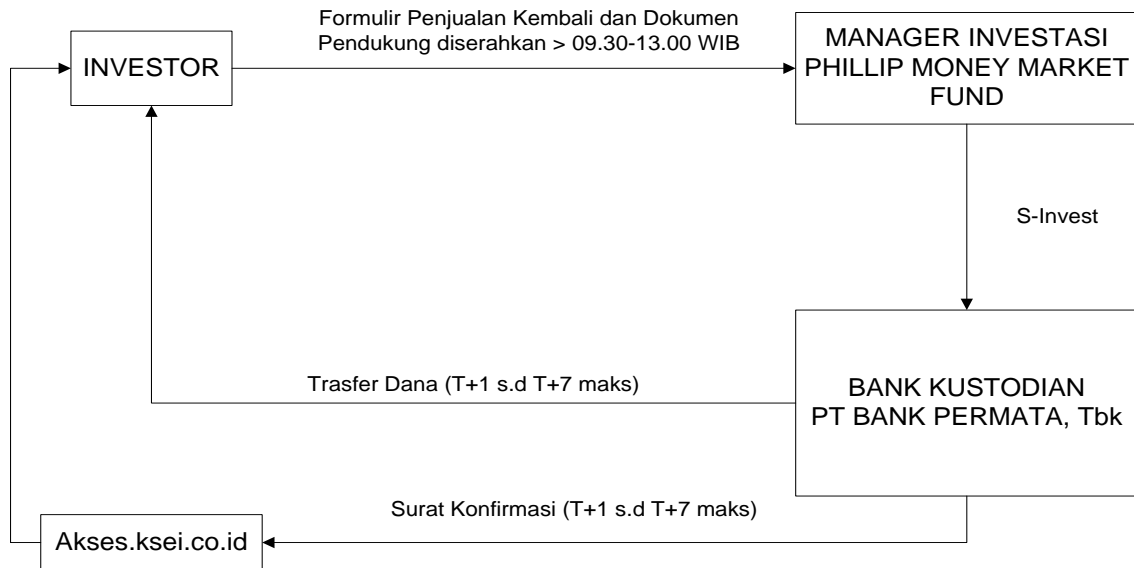 Formulir Penjualan Kembali dan Dokumen
Pendukung diserahkan > 09.30-13.00 WIB
INVESTOR
MANAGER INVESTASI
PHILLIP MONEY MARKET
FUND
S-Invest
Trasfer Dana (T+1 s.d T+7 maks)
BANK KUSTODIAN
PT BANK PERMATA, Tbk
Surat Konfirmasi (T+1 s.d T+7 maks)
Akses.ksei.co.id